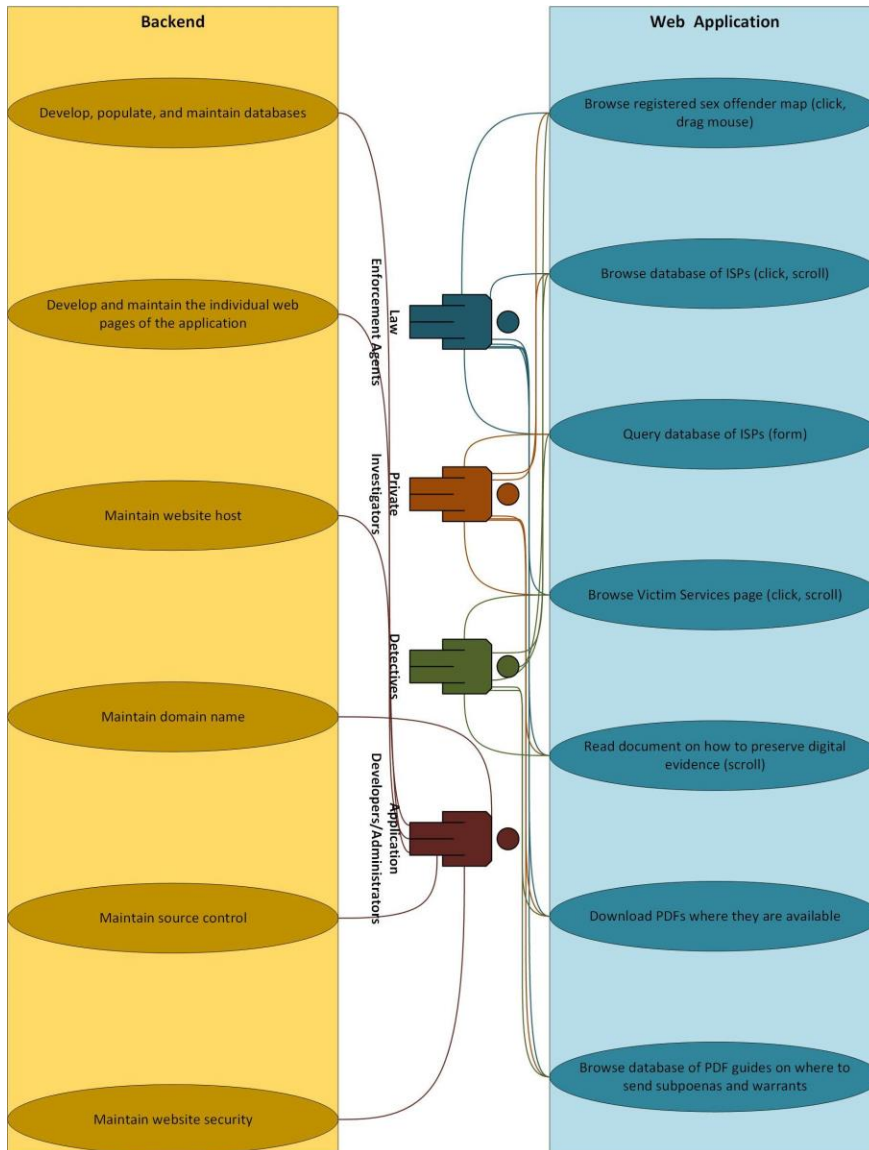 Backend
Develop, populate, and maintain databases
Develop and maintain the individual web
pages of the application
Maintain website host
Maintain domain name
Maintain source control
Maintain website security
Law
Enforcement Agents
Private
Investigators
Detectives
Application
Developers/Administrators
Web Application
Browse registered sex offender map (click,
drag mouse)
Browse database of ISPs (click, scroll)
Query database of ISPs (form)
Browse Victim Services page (click, scroll)
Read document on how to preserve digital
evidence (scroll)
Download PDFs where they are available
Browse database of PDF guides on where to
send subpoenas and warrants